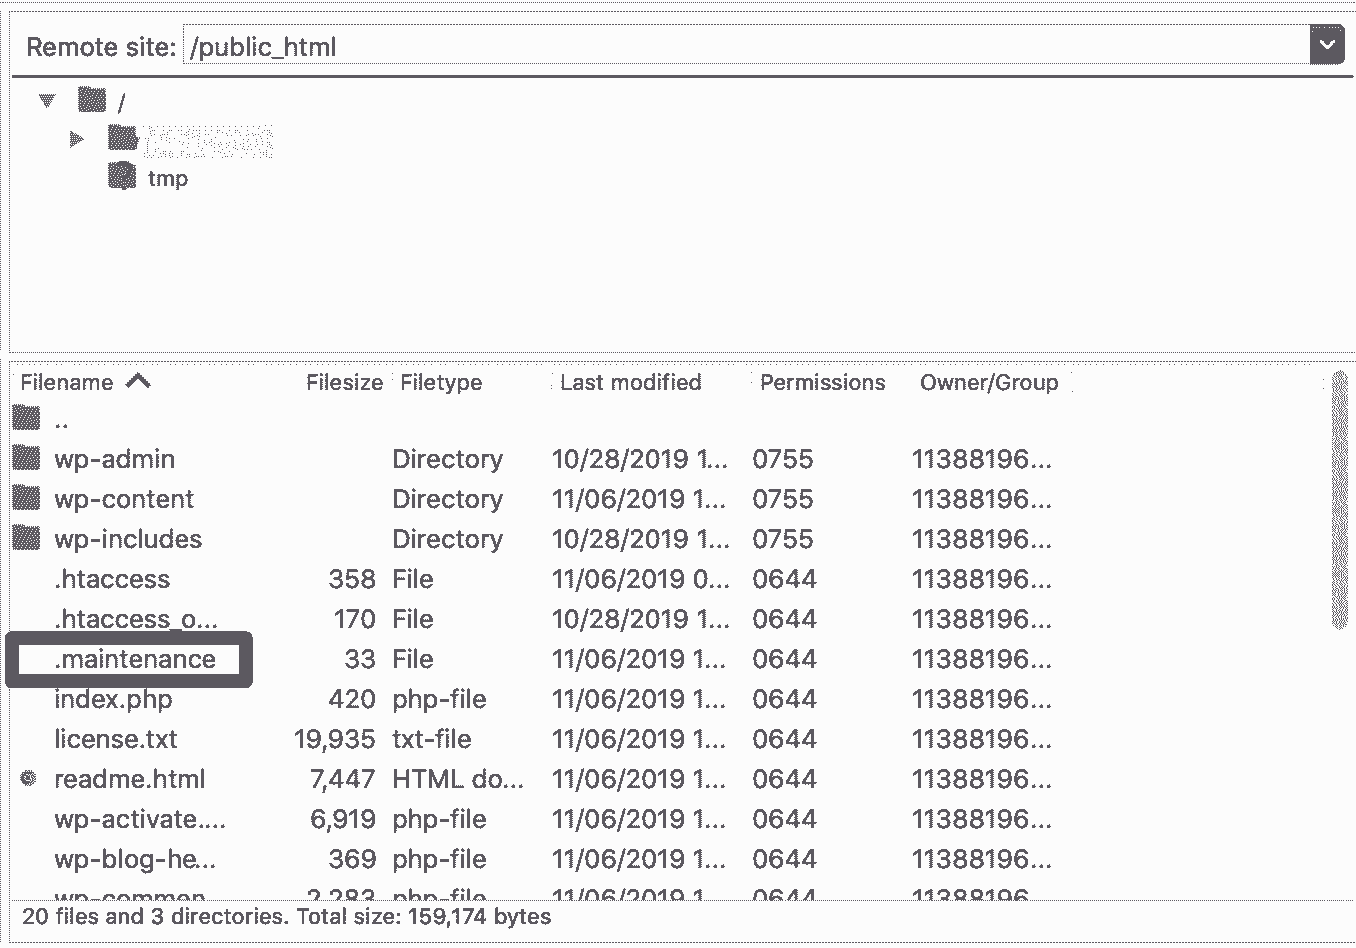 Remote site: /public_html
/
tmp
Filename Filesize Filetype Last modified Permissions Owner/Group
..
wp-admin Directory 10/28/2019 1... 0755 11388196...
wp-content Directory 11/06/2019 1... 0755 11388196...
wp-includes Directory 10/28/2019 1... 0755 11388196...
.htaccess 358 File 11/06/2019 0... 0644 11388196...
.htaccess_o... 170 File 10/28/2019 1... 0644 11388196...
.maintenance 33 File 11/06/2019 1... 0644 11388196...
index.php 420 php-file 11/06/2019 1... 0644 11388196...
license.txt 19,935 txt-file 11/06/2019 1... 0644 11388196...
readme.html 7,447 HTML do... 11/06/2019 1... 0644 11388196...
wp-activate.... 6,919 php-file 11/06/2019 1... 0644 11388196...
wp-blog-he... 369 php-file 11/06/2019 1... 0644 11388196...
wp-commen 2,283 php-file 11/06/2019 1 0644 11388196
20 files and 3 directories. Total size: 159,174 bytes